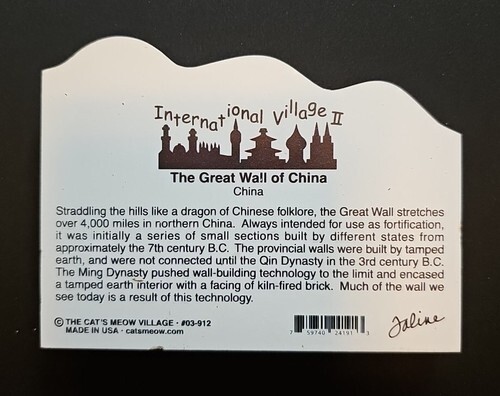 International Village II
The Great Wall of China
China
Straddling the hills like a dragon of Chinese folklore, the Great Wall stretches
over 4,000 miles in northern China. Always intended for use as fortification,
it was initially a series of small sections built by different states from
approximately the 7th century B.C. The provincial walls were built by tamped
earth, and were not connected until the Qin Dynasty in the 3rd century B.C.
The Ming Dynasty pushed wall-building technology to the limit and encased
a tamped earth interior with a facing of kiln-fired brick. Much of the wall we
see today is a result of this technology.
© THE CAT'S MEOW VILLAGE · #03-912
MADE IN USA · catsmeow.com
7 59740 24191 3
Faline